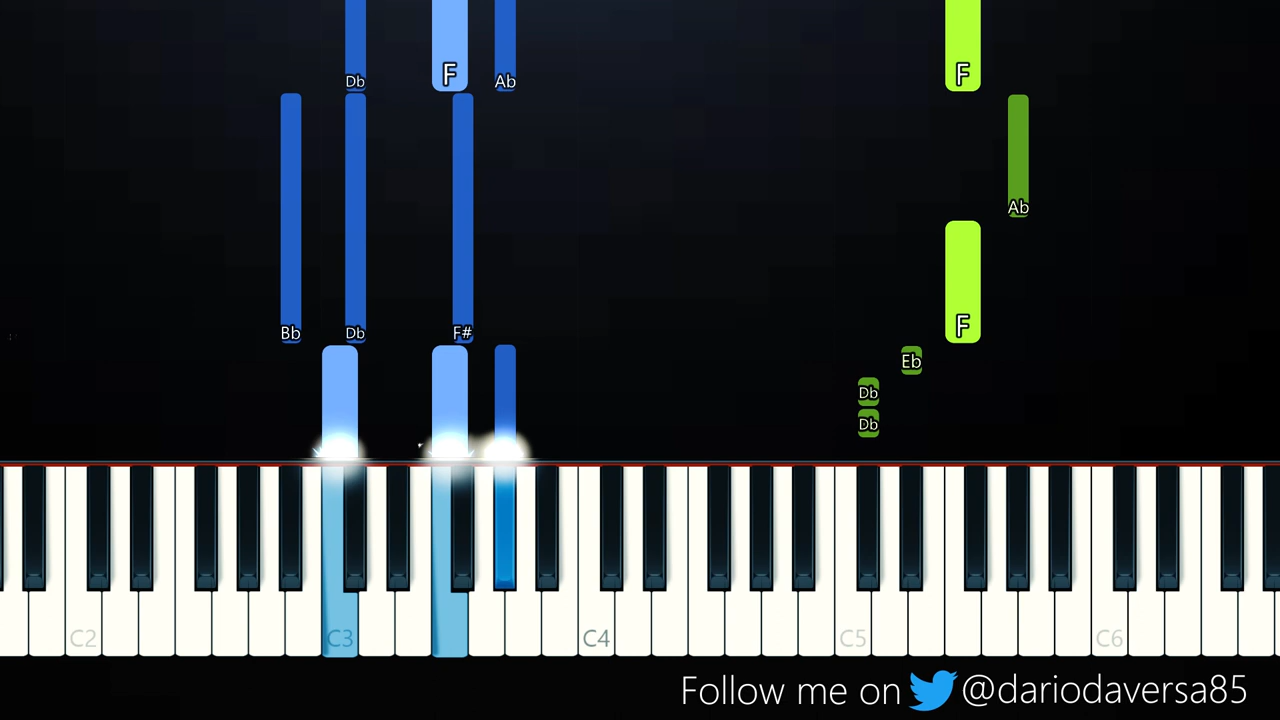 Db F Ab F
Ab
Bb Db F# F
Eb
Db
Db
C2 C3 C4 C5 C6
Follow me on @dariodaversa85